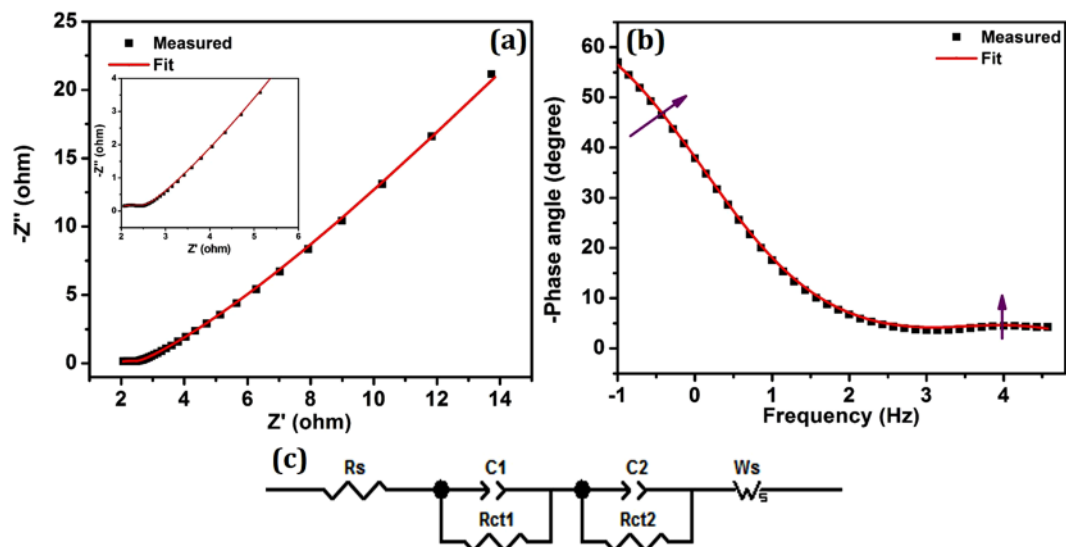 (a)
Measured
Fit
-Z'' (ohm)
25
20
15
10
5
0
2 4 6 8 10 12 14
Z' (ohm)
-Z'' (ohm)
4
3
2
1
0
2 3 4 5 6
Z' (ohm)
(b)
Measured
Fit
-Phase angle (degree)
60
50
40
30
20
10
0
-1 0 1 2 3 4
Frequency (Hz)
(c)
Rs C1 C2 Ws
s
Rct1 Rct2